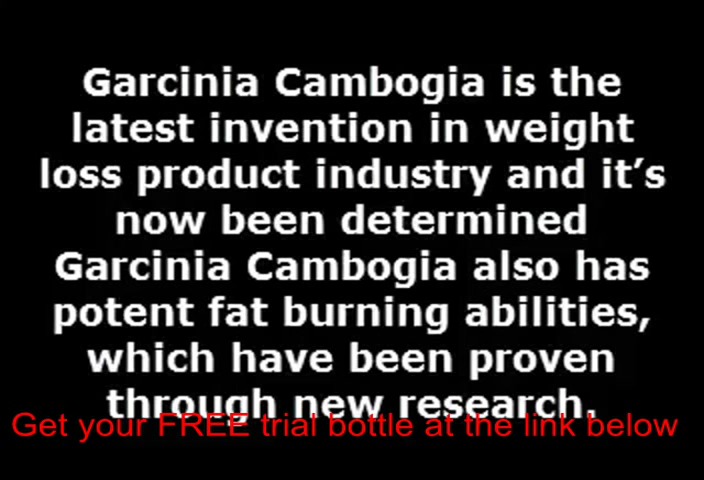 Garcinia Cambogia is the
latest invention in weight
loss product industry and it's
now been determined
Garcinia Cambogia also has
potent fat burning abilities,
which have been proven
through new research.
Get your FREE trial bottle at the link below